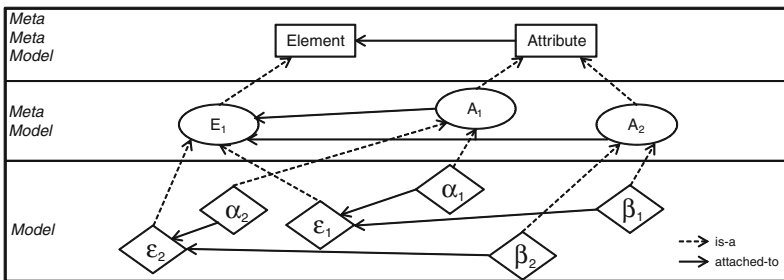 Meta
Meta
Model
Element
Attribute
Meta
Model
E₁
A₁
A₂
Model
α₂
ε₁
α₁
β₁
ε₂
β₂
is-a
attached-to